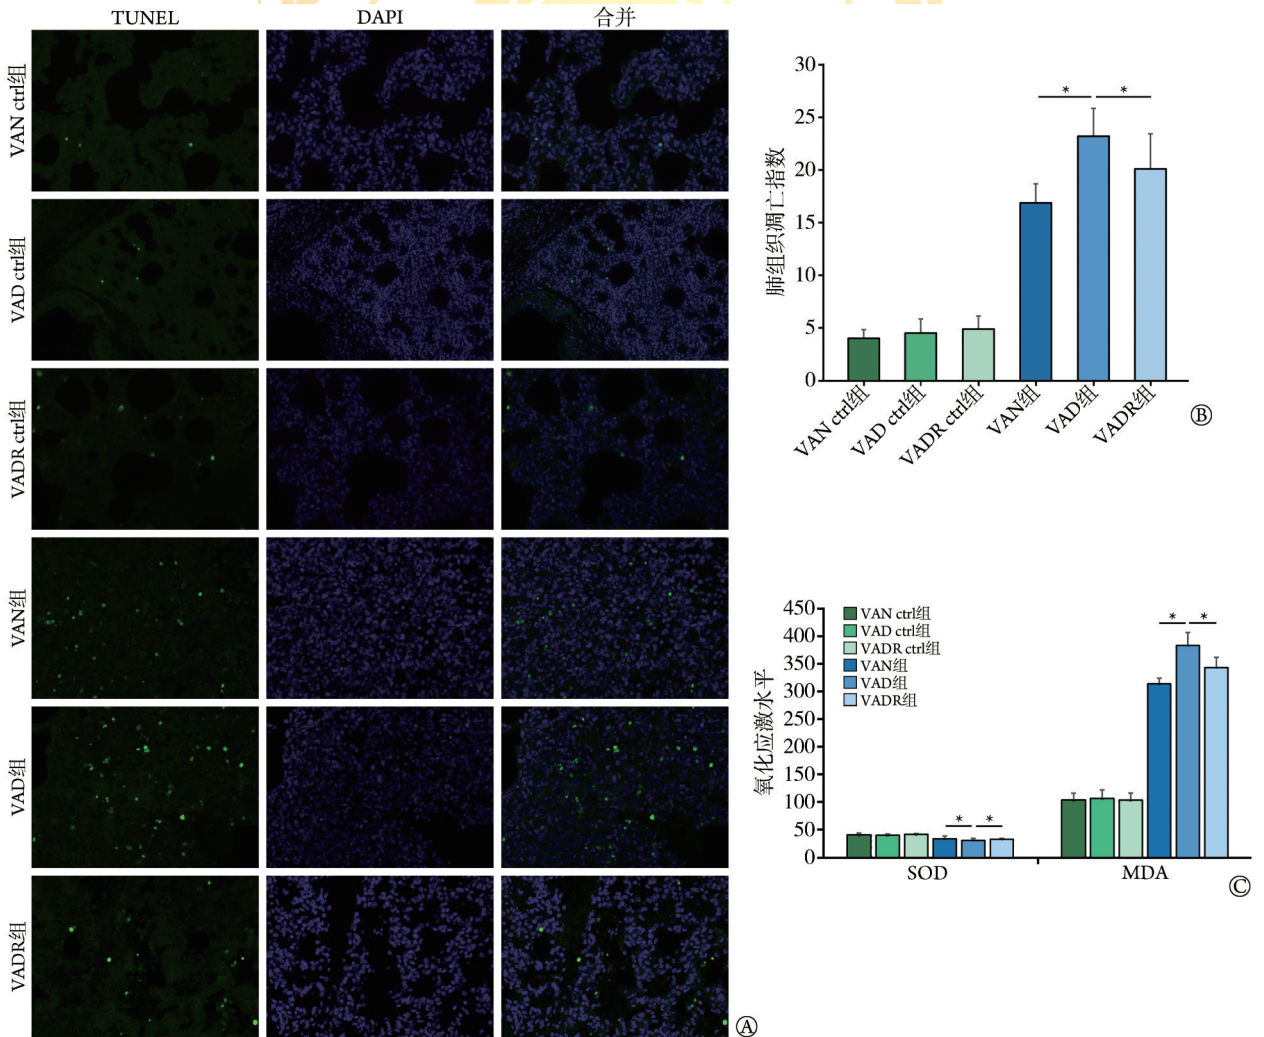 TUNEL DAPI 合并
VAN ctrl组
VAD ctrl组
VADR ctrl组
VAN组
VAD组
VADR组
Ⓐ
肺组织凋亡指数
30
25
20
15
10
5
0
* *
VAN ctrl组 VAD ctrl组 VADR ctrl组 VAN组 VAD组 VADR组
Ⓑ
氧化应激水平
450
400
350
300
250
200
150
100
50
0
VAN ctrl组
VAD ctrl组
VADR ctrl组
VAN组
VAD组
VADR组
* *
* *
SOD MDA
Ⓒ